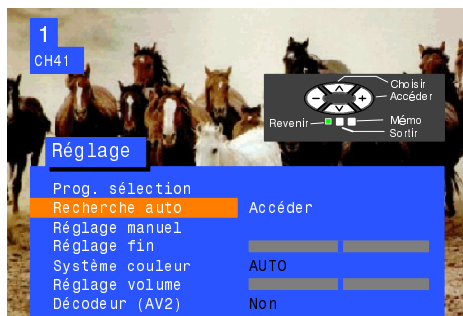 1
CH41
Choisir
Accéder
Revenir
Mémo
Sortir
Réglage
Prog. sélection
Recherche auto Accéder
Réglage manuel
Réglage fin
Système couleur AUTO
Réglage volume
Décodeur (AV2) Non